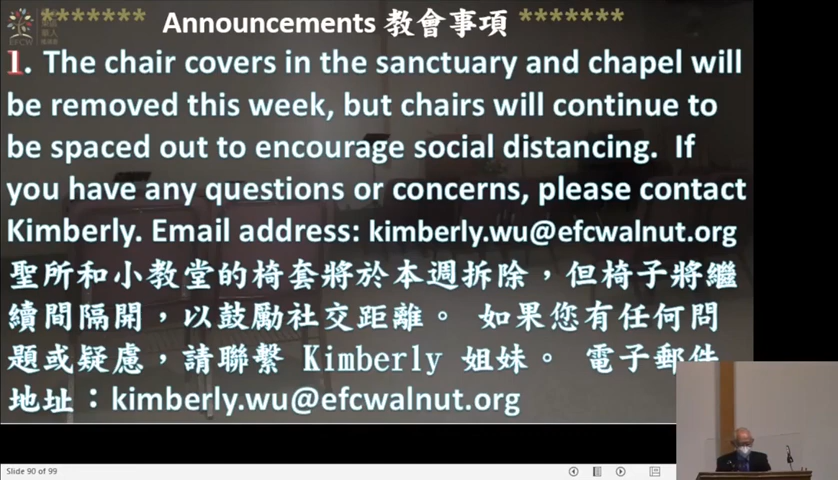 ******* Announcements 教會事項 *******
EFCW 華人
1. The chair covers in the sanctuary and chapel will
be removed this week, but chairs will continue to
be spaced out to encourage social distancing. If
you have any questions or concerns, please contact
Kimberly. Email address: kimberly.wu@efcwalnut.org
聖所和小教堂的椅套將於本週拆除，但椅子將繼
續間隔開，以鼓勵社交距離。 如果您有任何問
題或疑慮，請聯繫 Kimberly 姐妹。 電子郵件
地址：kimberly.wu@efcwalnut.org
Slide 90 of 99